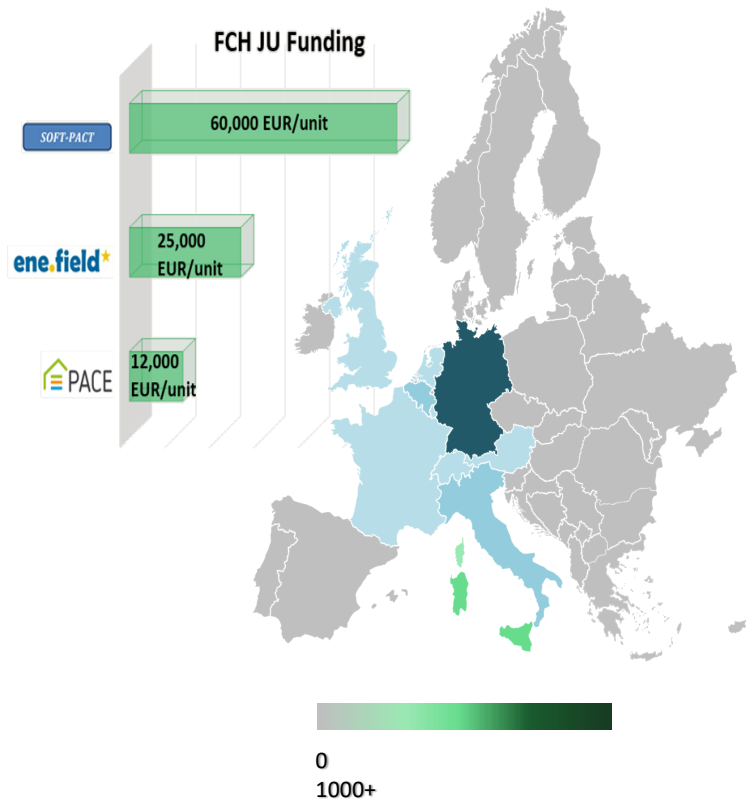 FCH JU Funding
SOFT-PACT
60,000 EUR/unit
ene.field
25,000
EUR/unit
PACE
12,000
EUR/unit
0
1000+